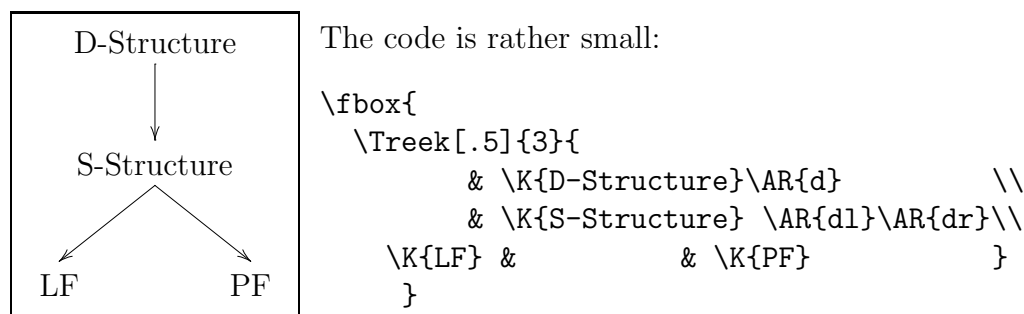 D-Structure
S-Structure
LF PF
The code is rather small:
\fbox{
  \Treek[.5]{3}{
        & \K{D-Structure}\AR{d}        \\
        & \K{S-Structure} \AR{dl}\AR{dr}\\
    \K{LF} &         & \K{PF}          }
     }